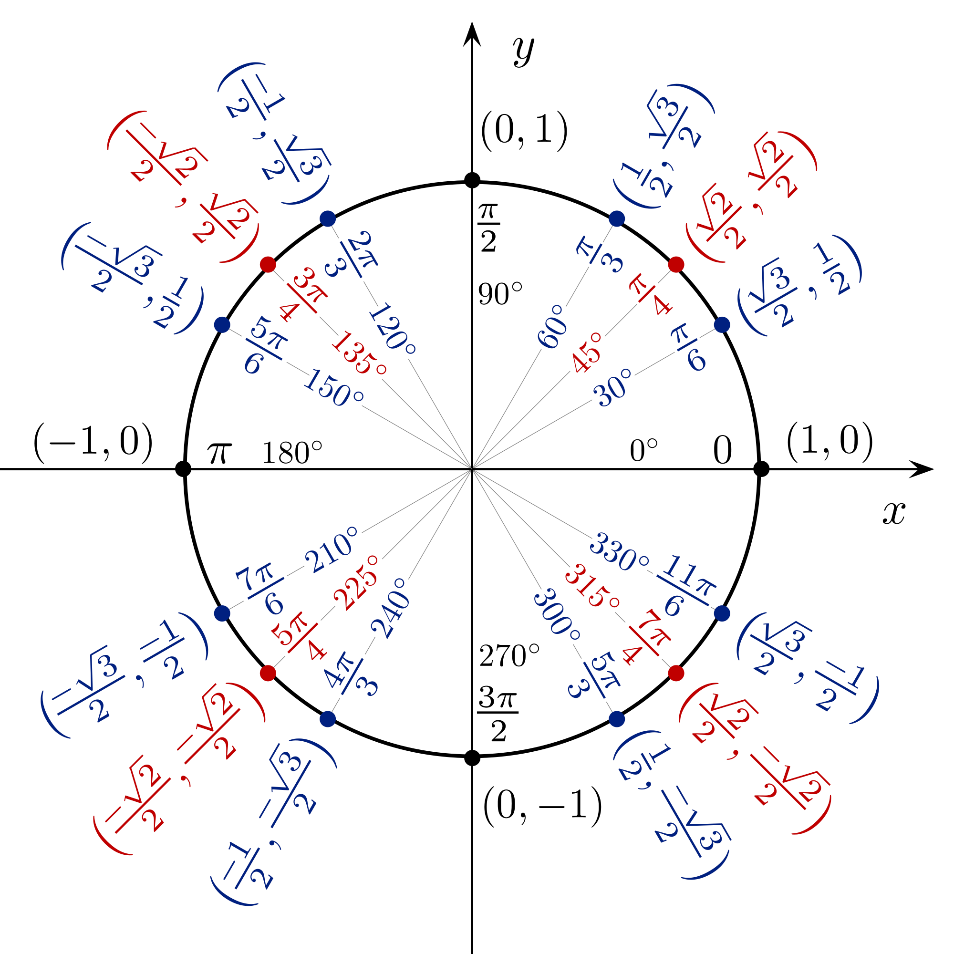 y
(0, 1)
π/2
90°
(1/2, √3/2)
π/3
60°
(√2/2, √2/2)
π/4
45°
(√3/2, 1/2)
π/6
30°
(1, 0)
0
0°
x
(−1/2, √3/2)
2π/3
120°
(−√2/2, √2/2)
3π/4
135°
(−√3/2, 1/2)
5π/6
150°
(−1, 0)
π
180°
(−√3/2, −1/2)
7π/6
210°
(−√2/2, −√2/2)
5π/4
225°
(−1/2, −√3/2)
4π/3
240°
270°
3π/2
(0, −1)
300°
5π/3
(1/2, −√3/2)
315°
7π/4
(√2/2, −√2/2)
330°
11π/6
(√3/2, −1/2)